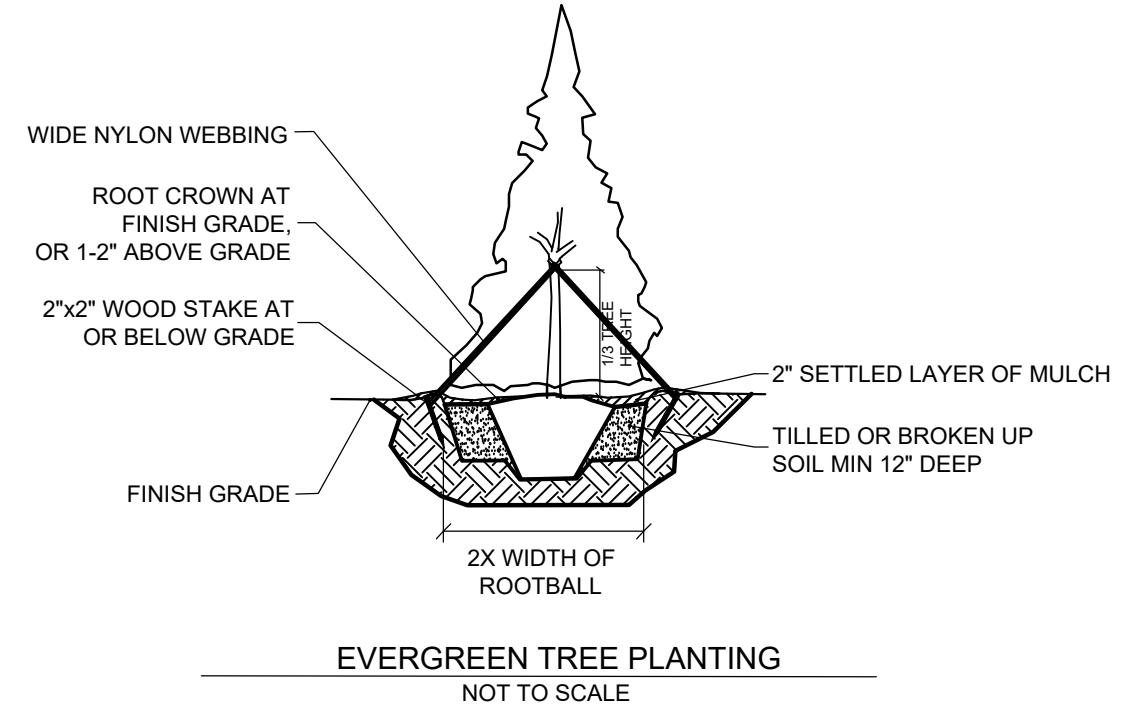 WIDE NYLON WEBBING
ROOT CROWN AT
FINISH GRADE,
OR 1-2" ABOVE GRADE
2"x2" WOOD STAKE AT
OR BELOW GRADE
FINISH GRADE
1/3 TREE
HEIGHT
2" SETTLED LAYER OF MULCH
TILLED OR BROKEN UP
SOIL MIN 12" DEEP
2X WIDTH OF
ROOTBALL
EVERGREEN TREE PLANTING
NOT TO SCALE